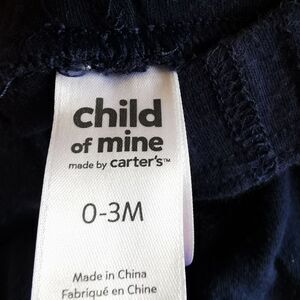 child
of mine
made by carter's™
0-3M
Made in China
Fabriqué en Chine